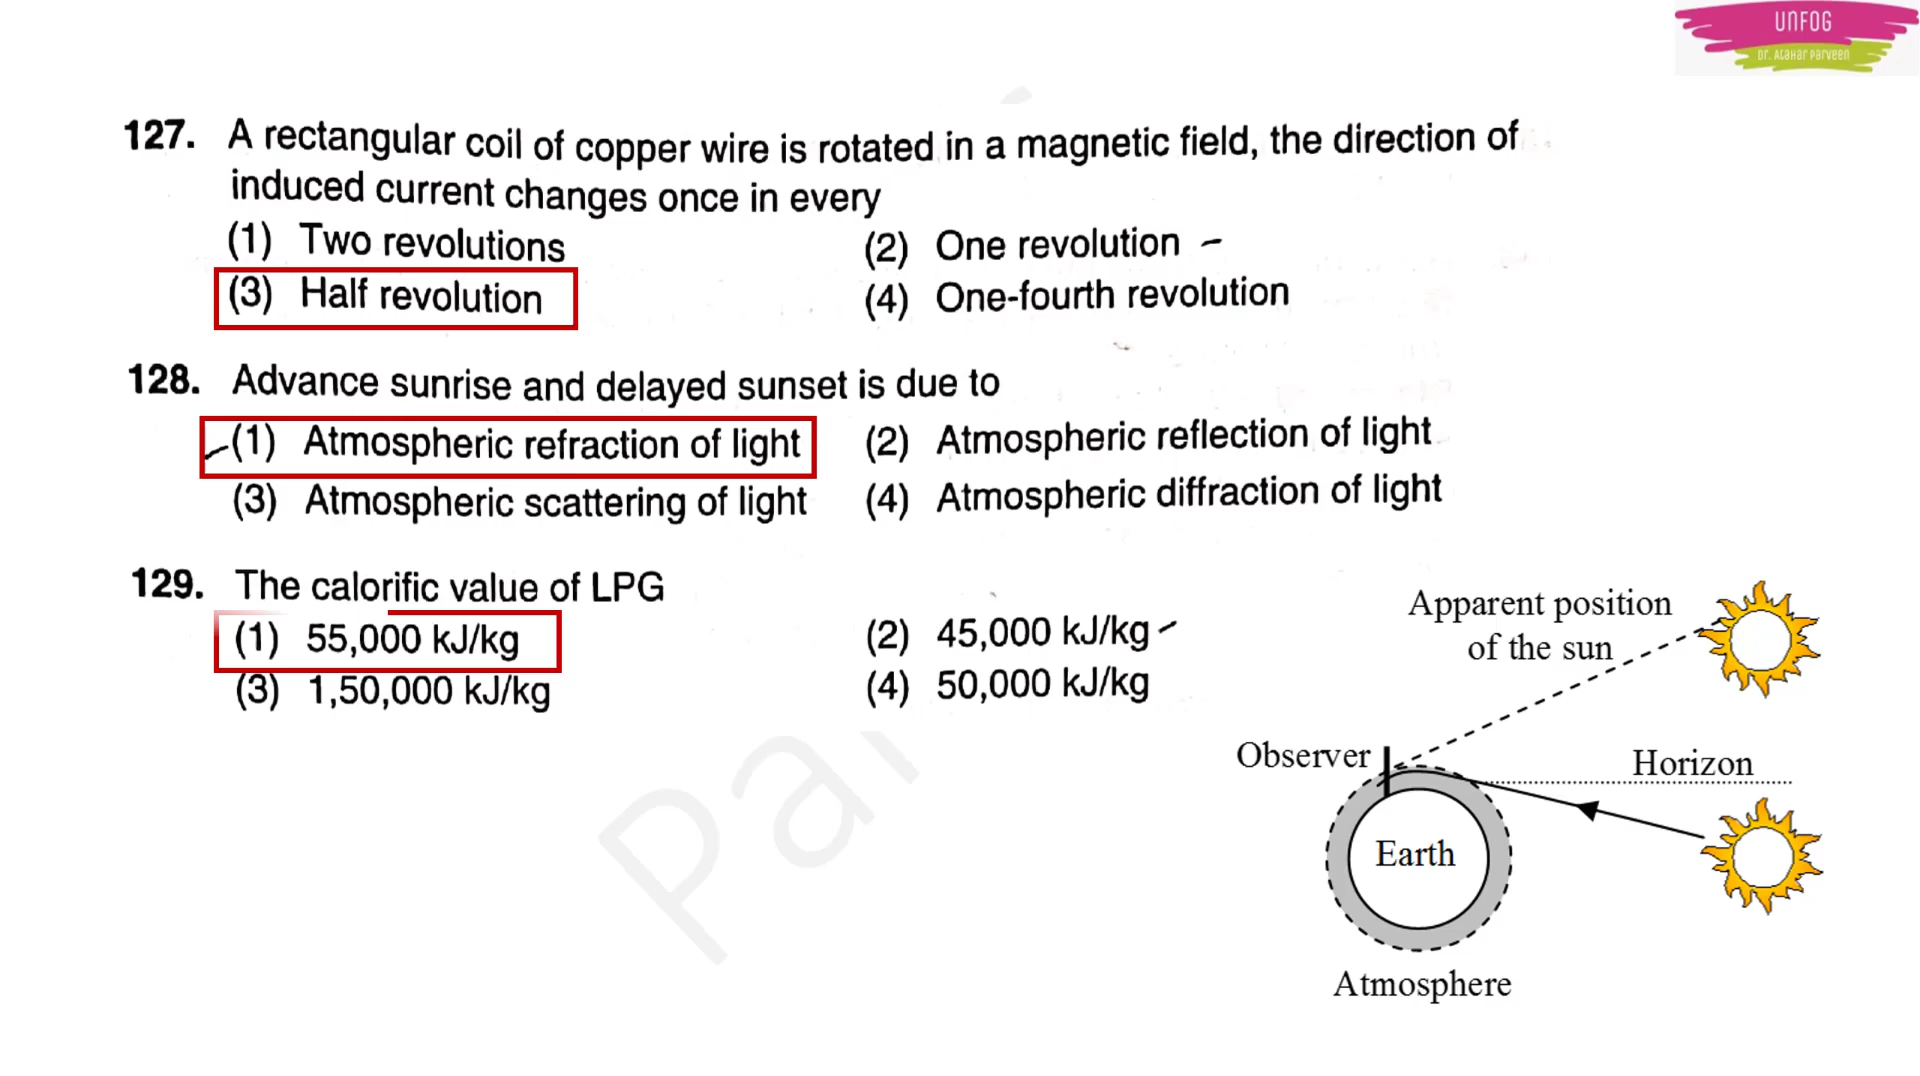 UNFOG
Dr. Atahar Parveen
127. A rectangular coil of copper wire is rotated in a magnetic field, the direction of
induced current changes once in every
(1) Two revolutions (2) One revolution
(3) Half revolution (4) One-fourth revolution
128. Advance sunrise and delayed sunset is due to
(1) Atmospheric refraction of light (2) Atmospheric reflection of light
(3) Atmospheric scattering of light (4) Atmospheric diffraction of light
129. The calorific value of LPG
(1) 55,000 kJ/kg (2) 45,000 kJ/kg
(3) 1,50,000 kJ/kg (4) 50,000 kJ/kg
Apparent position
of the sun
Observer
Horizon
Earth
Atmosphere
Pa